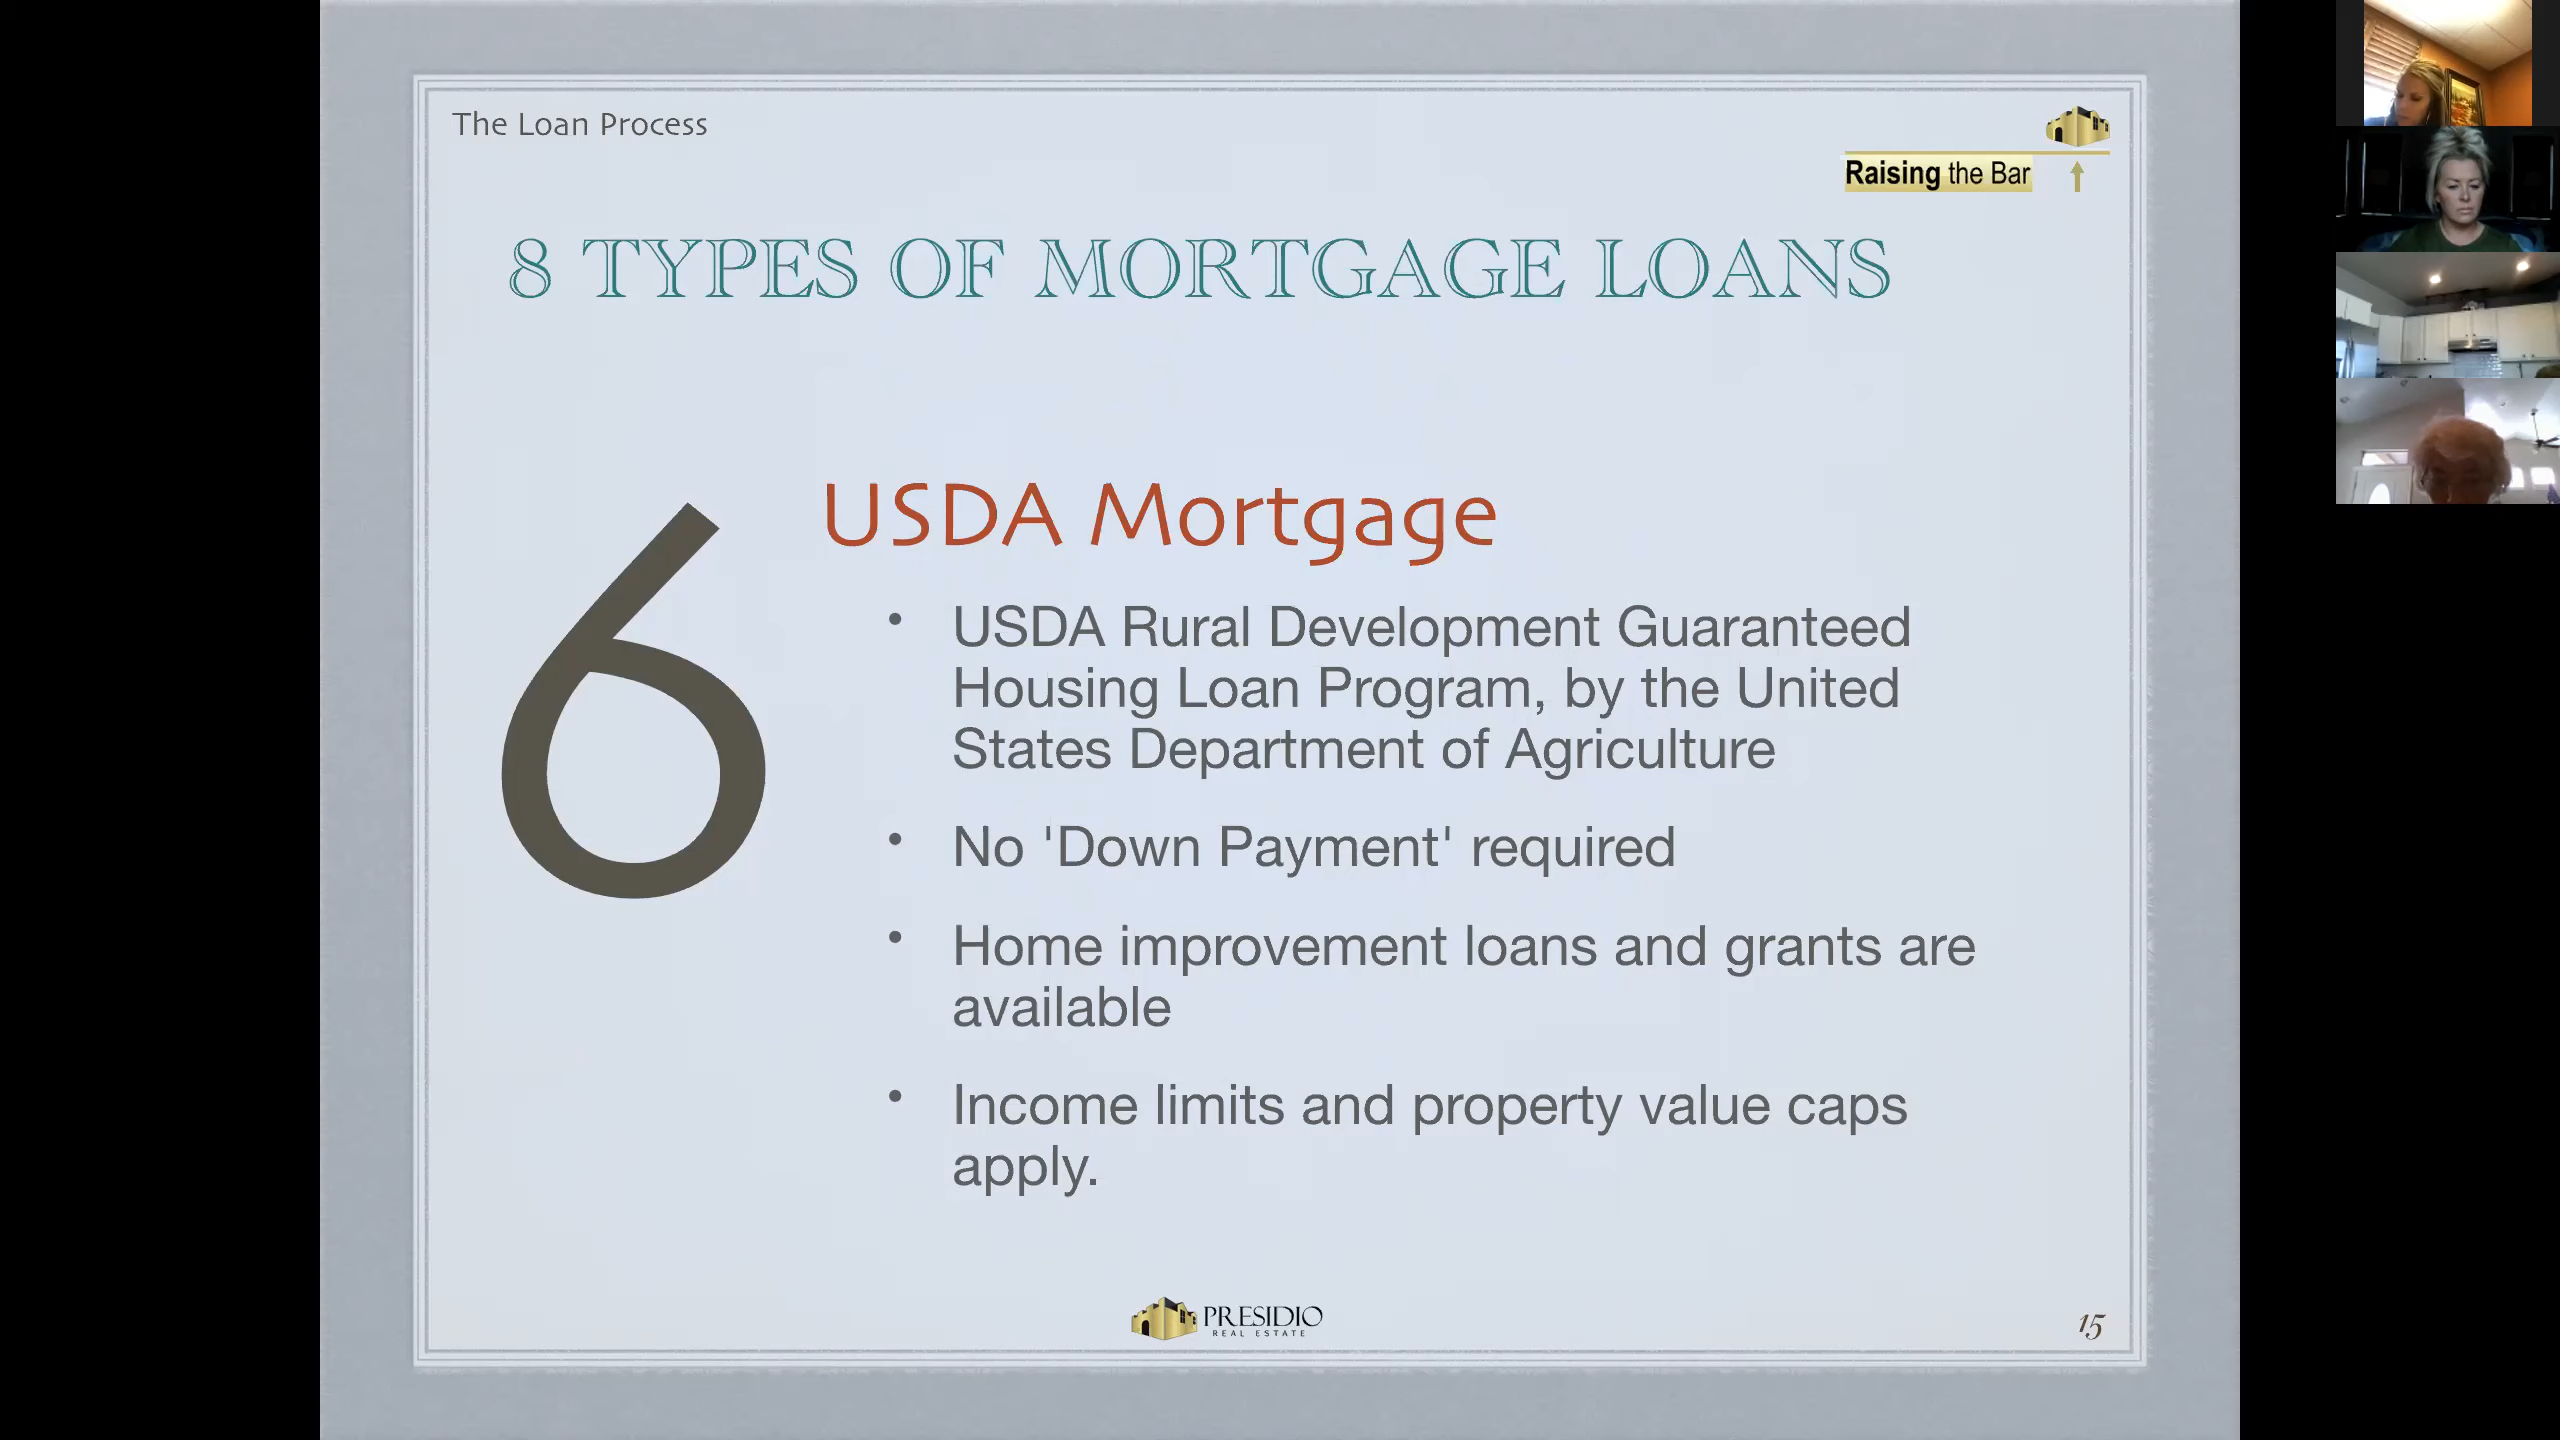 The Loan Process
Raising the Bar
8 TYPES OF MORTGAGE LOANS
6
USDA Mortgage
• USDA Rural Development Guaranteed
Housing Loan Program, by the United
States Department of Agriculture
• No 'Down Payment' required
• Home improvement loans and grants are
available
• Income limits and property value caps
apply.
PRESIDIO
REAL ESTATE
15